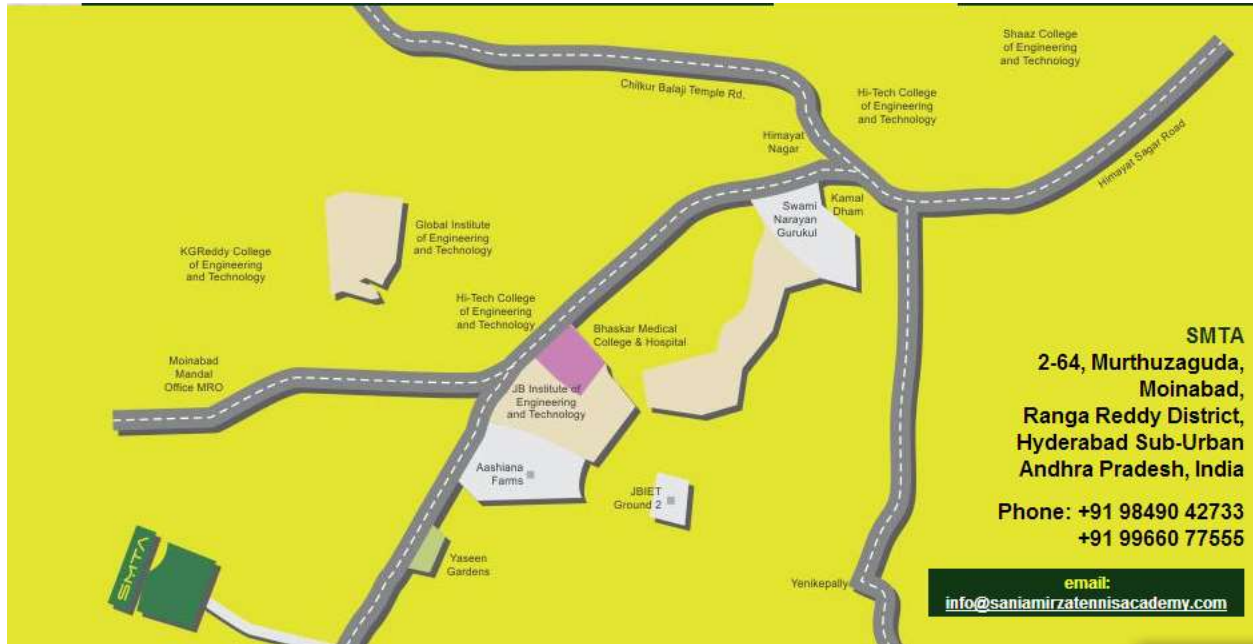 Shaaz College
of Engineering
and Technology
Chilkur Balaji Temple Rd.
Hi-Tech College
of Engineering
and Technology
Himayat
Nagar
Himayat Sagar Road
Kamal
Dham
Swami
Narayan
Gurukul
Global Institute
of Engineering
and Technology
KGReddy College
of Engineering
and Technology
Hi-Tech College
of Engineering
and Technology
Bhaskar Medical
College & Hospital
Moinabad
Mandal
Office MRO
JB Institute of
Engineering
and Technology
Aashiana
Farms
JBIET
Ground 2
Yaseen
Gardens
Yenikepally
SMTA
SMTA
2-64, Murthuzaguda,
Moinabad,
Ranga Reddy District,
Hyderabad Sub-Urban
Andhra Pradesh, India
Phone: +91 98490 42733
+91 99660 77555
email:
info@saniamirzatennisacademy.com